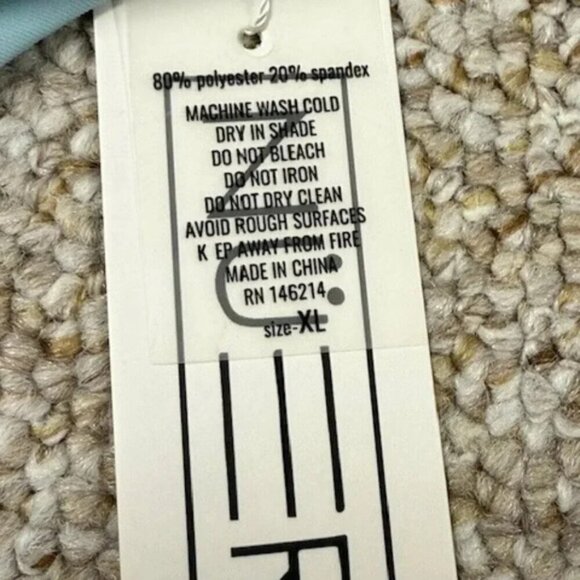 80% polyester 20% spandex
MACHINE WASH COLD
DRY IN SHADE
DO NOT BLEACH
DO NOT IRON
DO NOT DRY CLEAN
AVOID ROUGH SURFACES
K EP AWAY FROM FIRE
MADE IN CHINA
RN 146214
size-XL